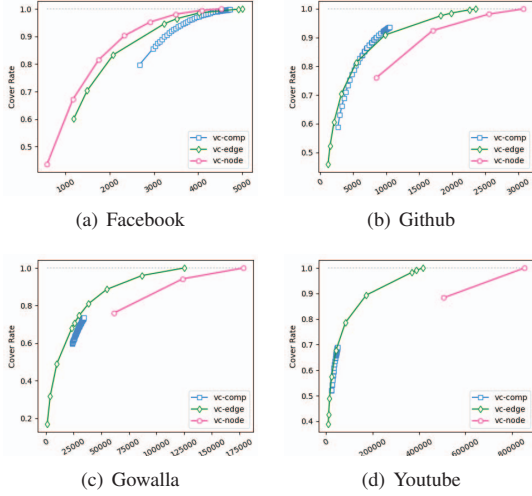 1.0
0.9
0.8
0.7
0.6
0.5
Cover Rate
vc-comp
vc-edge
vc-node
1000 2000 3000 4000 5000
(a) Facebook
1.0
0.9
0.8
0.7
0.6
0.5
Cover Rate
vc-comp
vc-edge
vc-node
0 5000 10000 15000 20000 25000 30000
(b) Github
1.0
0.8
0.6
0.4
0.2
Cover Rate
vc-comp
vc-edge
vc-node
0 25000 50000 75000 100000 125000 150000 175000
(c) Gowalla
1.0
0.9
0.8
0.7
0.6
0.5
0.4
Cover Rate
vc-comp
vc-edge
vc-node
0 200000 400000 600000 800000
(d) Youtube